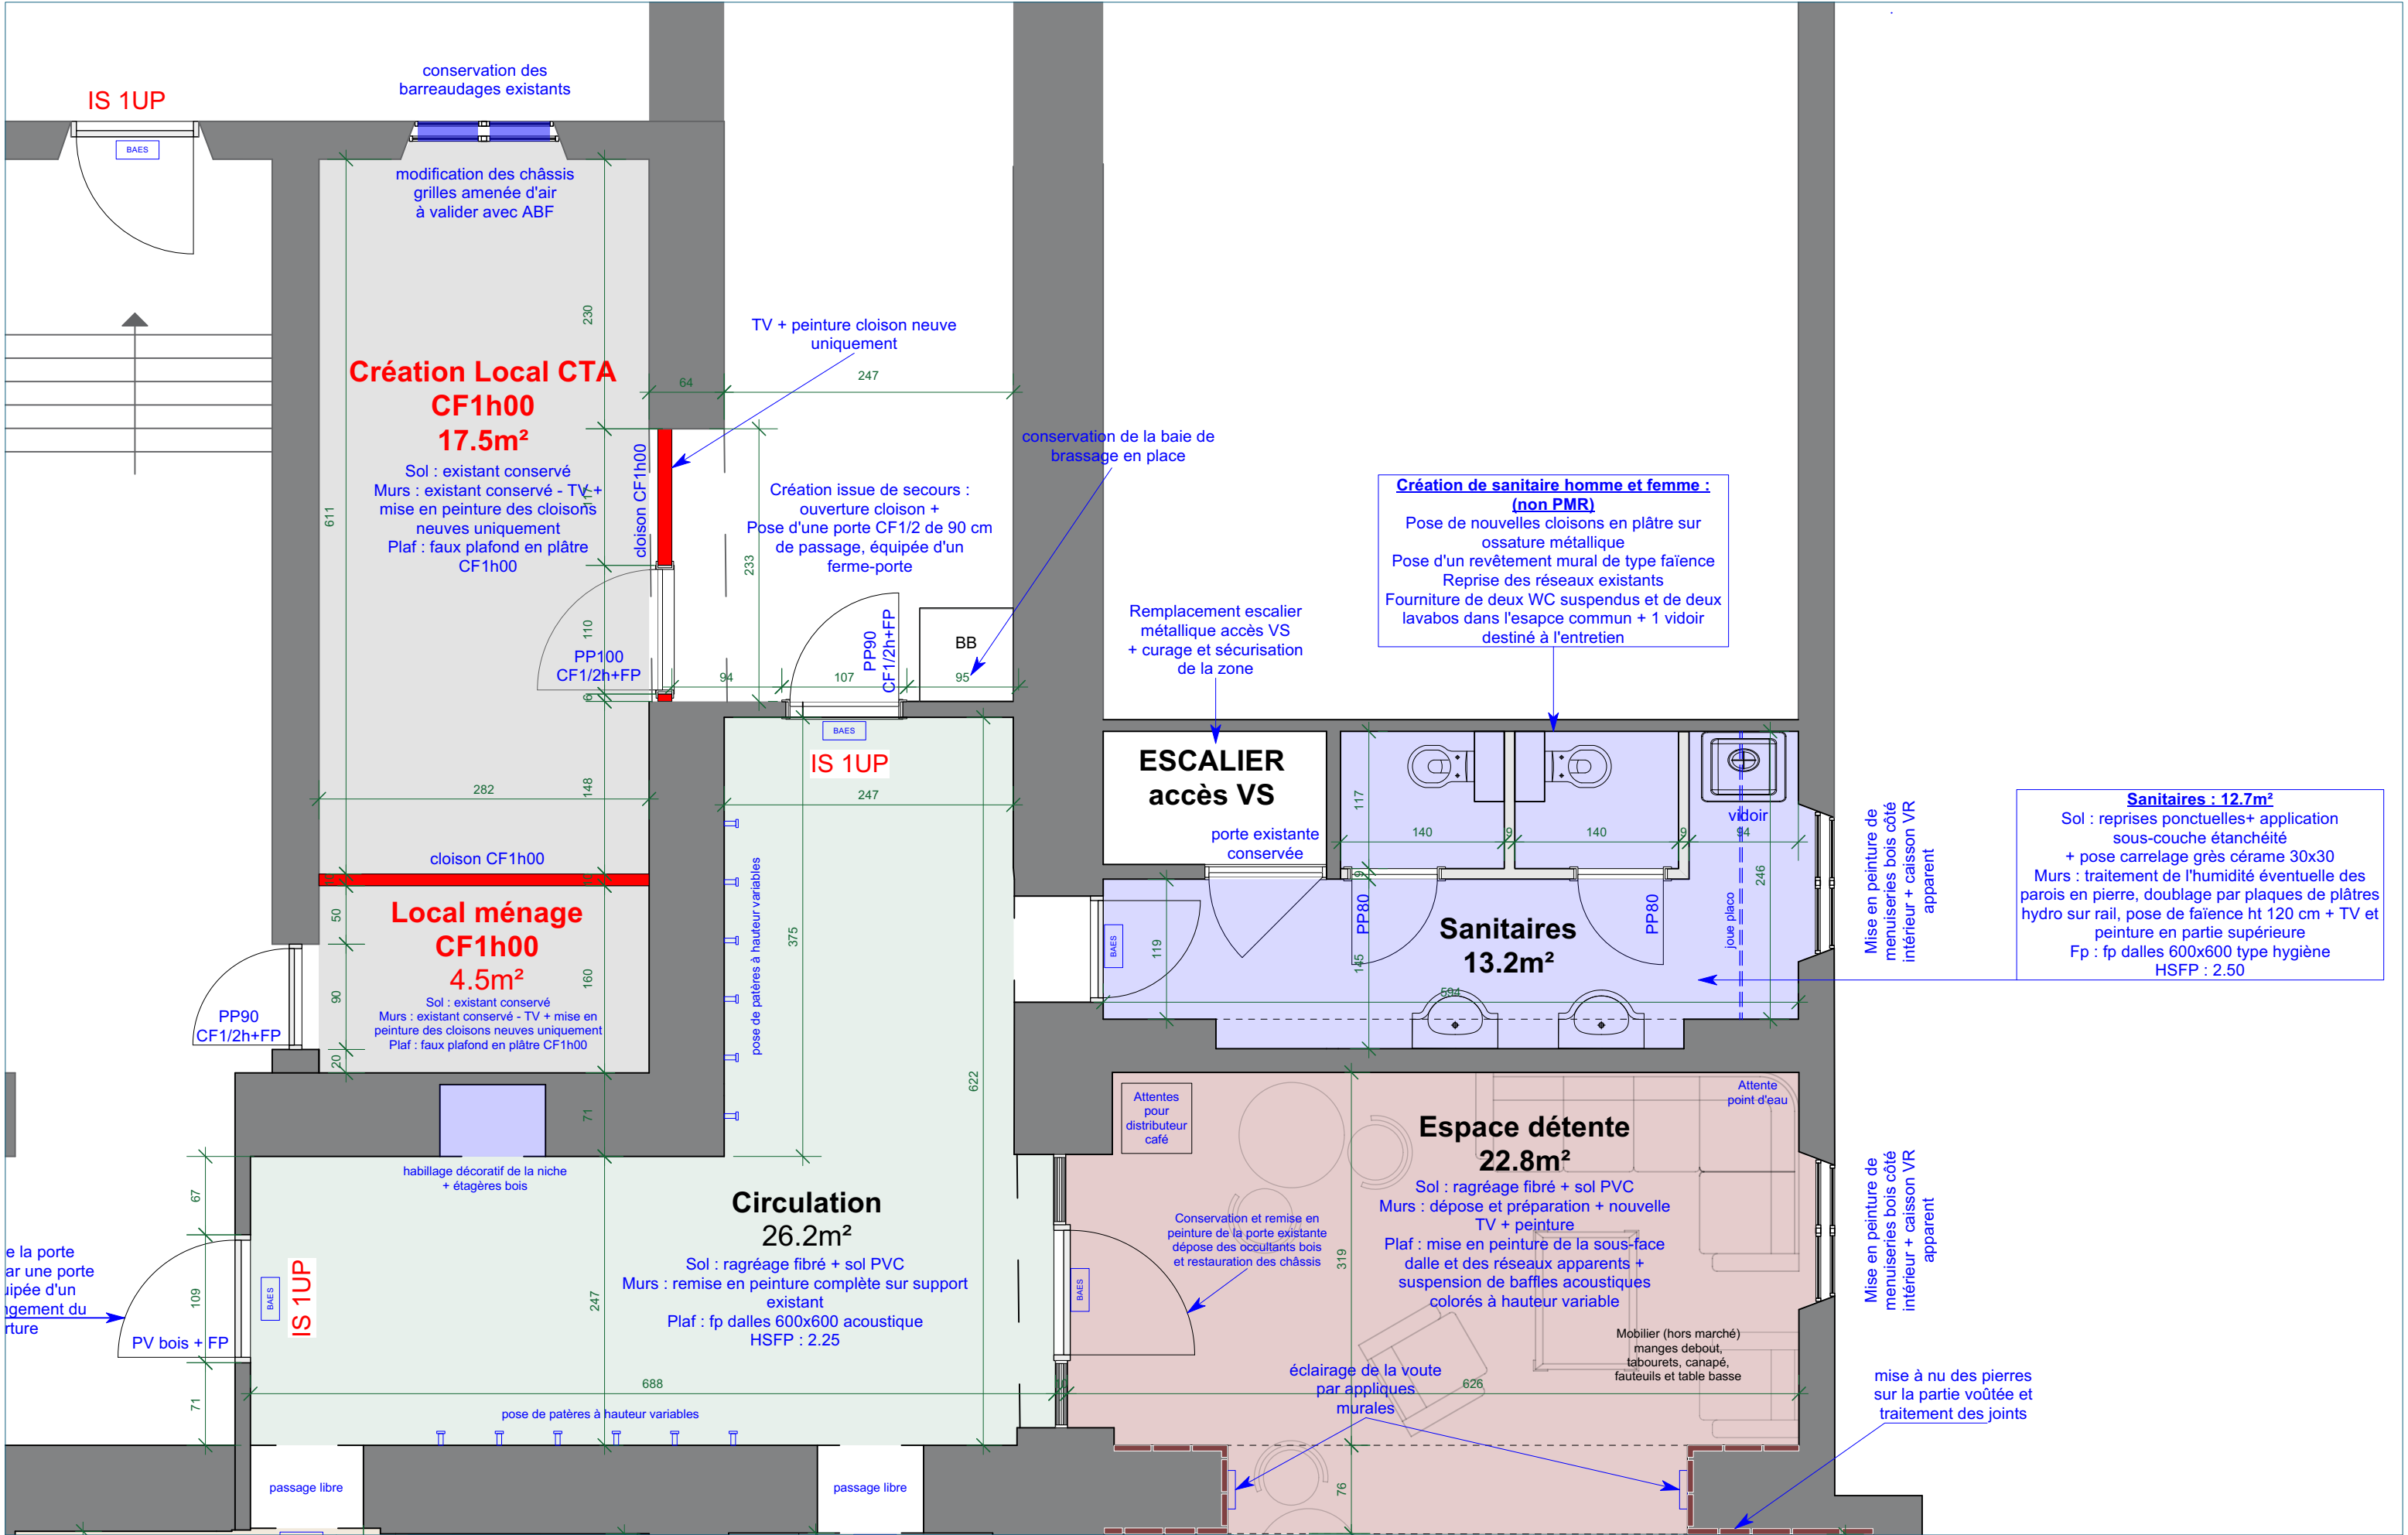 IS 1UP
BAES
conservation des
barreaudages existants
modification des châssis
grilles amenée d'air
à valider avec ABF
230
Création Local CTA
CF1h00
17.5m²
Sol : existant conservé
Murs : existant conservé - TV +
mise en peinture des cloisons
neuves uniquement
Plaf : faux plafond en plâtre
CF1h00
611
117
cloison CF1h00
TV + peinture cloison neuve
uniquement
64
247
conservation de la baie de
brassage en place
Création issue de secours :
ouverture cloison +
Pose d'une porte CF1/2 de 90 cm
de passage, équipée d'un
ferme-porte
233
110
PP100
CF1/2h+FP
6
94
107
95
PP90
CF1/2h+FP
BB
BAES
IS 1UP
247
282
148
cloison CF1h00
10
10
Local ménage
CF1h00
4.5m²
Sol : existant conservé
Murs : existant conservé - TV + mise en
peinture des cloisons neuves uniquement
Plaf : faux plafond en plâtre CF1h00
50
90
20
160
71
PP90
CF1/2h+FP
pose de patères à hauteur variables
375
622
Création de sanitaire homme et femme :
(non PMR)
Pose de nouvelles cloisons en plâtre sur
ossature métallique
Pose d'un revêtement mural de type faïence
Reprise des réseaux existants
Fourniture de deux WC suspendus et de deux
lavabos dans l'esapce commun + 1 vidoir
destiné à l'entretien
Remplacement escalier
métallique accès VS
+ curage et sécurisation
de la zone
ESCALIER
accès VS
porte existante
conservée
117
140
9
140
9
94
vidoir
246
joue placo
9
PP80
PP80
145
119
BAES
Sanitaires
13.2m²
594
Mise en peinture de
menuiseries bois côté
intérieur + caisson VR
apparent
Sanitaires : 12.7m²
Sol : reprises ponctuelles+ application
sous-couche étanchéité
+ pose carrelage grès cérame 30x30
Murs : traitement de l'humidité éventuelle des
parois en pierre, doublage par plaques de plâtres
hydro sur rail, pose de faïence ht 120 cm + TV et
peinture en partie supérieure
Fp : fp dalles 600x600 type hygiène
HSFP : 2.50
habillage décoratif de la niche
+ étagères bois
Circulation
26.2m²
Sol : ragréage fibré + sol PVC
Murs : remise en peinture complète sur support
existant
Plaf : fp dalles 600x600 acoustique
HSFP : 2.25
67
109
71
e la porte
ar une porte
uipée d'un
ngement du
rture
PV bois + FP
BAES
IS 1UP
247
688
pose de patères à hauteur variables
passage libre
passage libre
Attentes
pour
distributeur
café
Attente
point d'eau
Espace détente
22.8m²
Sol : ragréage fibré + sol PVC
Murs : dépose et préparation + nouvelle
TV + peinture
Plaf : mise en peinture de la sous-face
dalle et des réseaux apparents +
suspension de baffles acoustiques
colorés à hauteur variable
Conservation et remise en
peinture de la porte existante
dépose des occultants bois
et restauration des châssis
319
BAES
Mobilier (hors marché)
manges debout,
tabourets, canapé,
fauteuils et table basse
éclairage de la voute
par appliques
murales
626
76
Mise en peinture de
menuiseries bois côté
intérieur + caisson VR
apparent
mise à nu des pierres
sur la partie voûtée et
traitement des joints